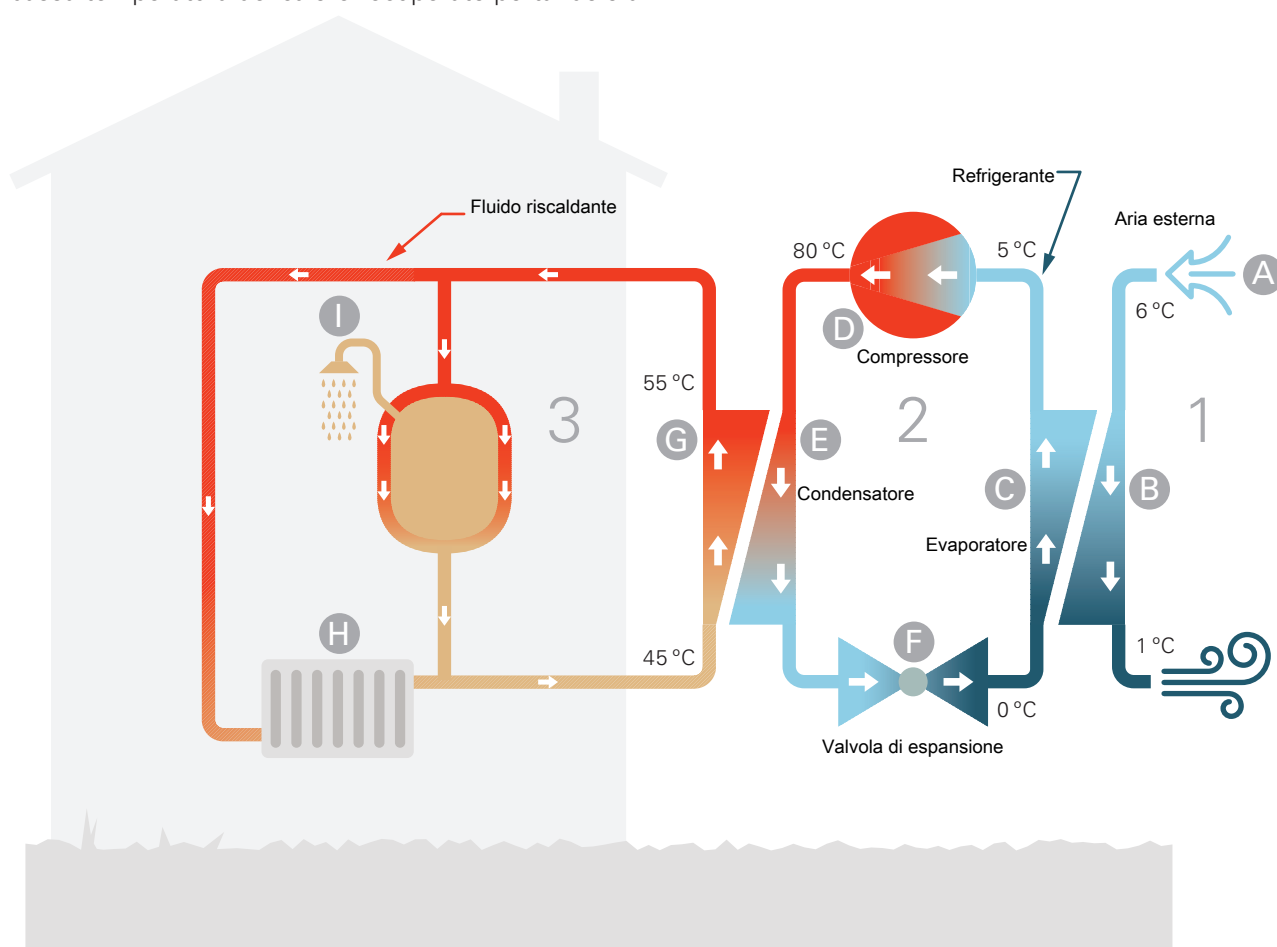 Refrigerante
Fluido riscaldante
Aria esterna
80 °C
5 °C
A
6 °C
I
D
Compressore
55 °C
3
2
1
G
E
Condensatore
C
B
Evaporatore
H
45 °C
F
1 °C
0 °C
Valvola di espansione